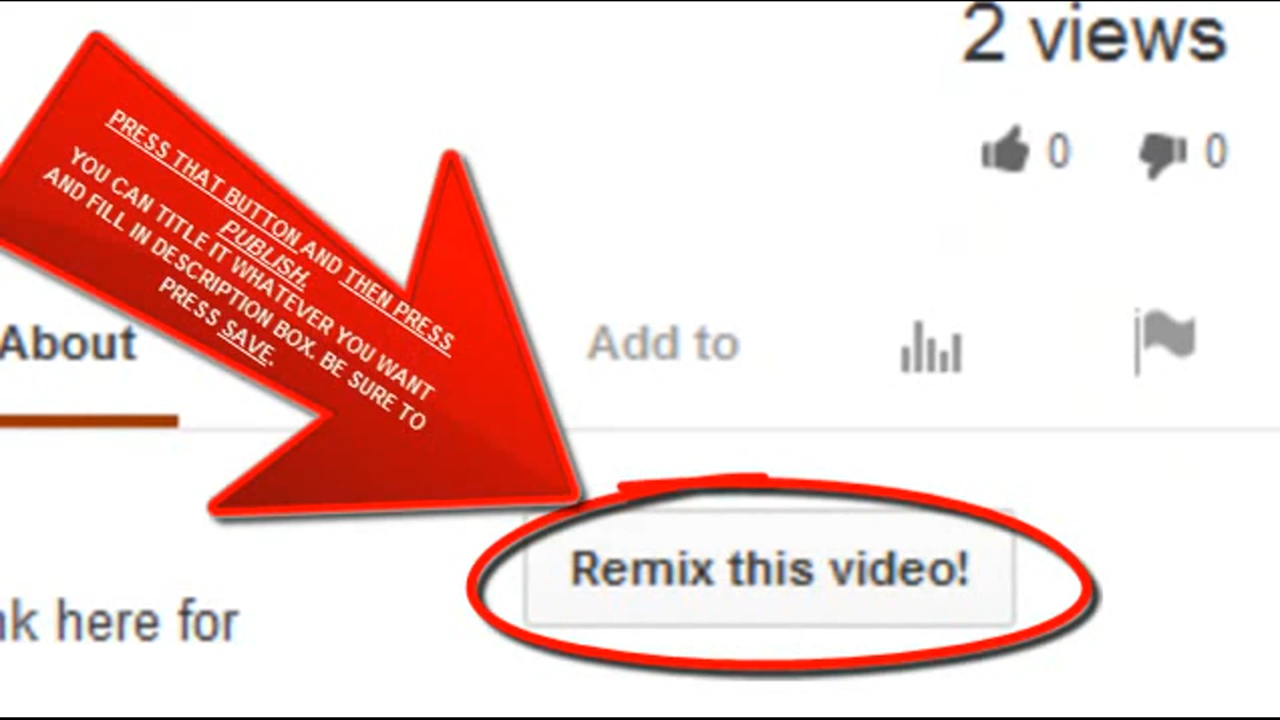 2 views
0 0
PRESS THAT BUTTON AND THEN PRESS
PUBLISH.
YOU CAN TITLE IT WHATEVER YOU WANT
AND FILL IN DESCRIPTION BOX. BE SURE TO
PRESS SAVE.
About
Add to
Remix this video!
nk here for